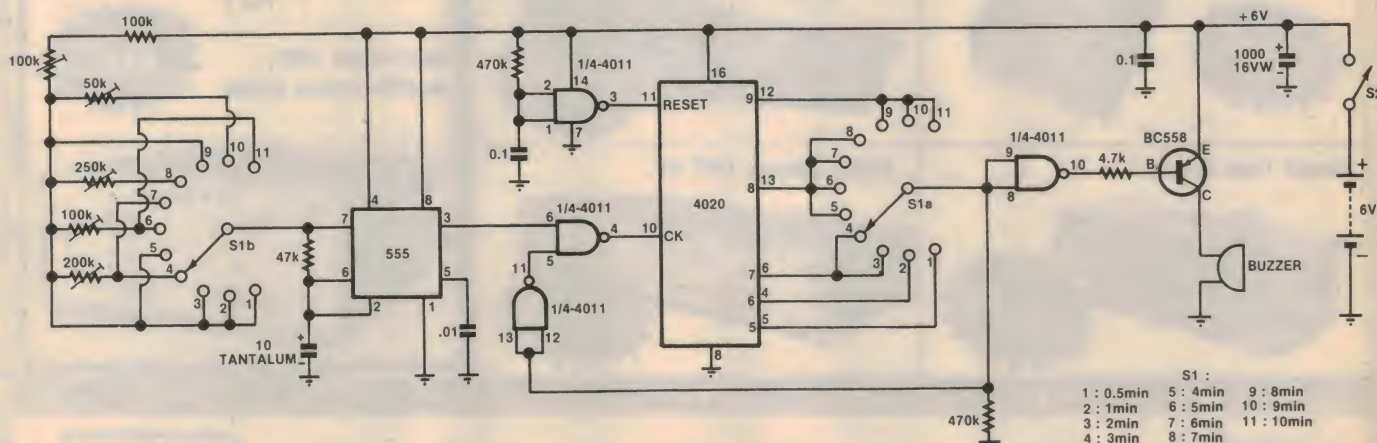 100k
+6V
100k
50k
470k
1/4-4011
2
14
3
1
7
0.1
16
11
RESET
9
12
8
13
4020
10
CK
7
6
6
4
5
5
8
8
7
6
5
4
3
2
1
9
10
11
S1a
1/4-4011
9
10
8
4.7k
BC558
B
E
C
BUZZER
0.1
1000
16VW
+
-
S2
+
6V
-
250k
100k
200k
9
10
11
8
7
6
5
4
3
2
1
S1b
47k
10
TANTALUM
+
-
7
6
2
4
8
3
5
1
555
.01
1/4-4011
6
4
5
11
1/4-4011
13
12
470k
S1 :
1 : 0.5min 5 : 4min 9 : 8min
2 : 1min 6 : 5min 10 : 9min
3 : 2min 7 : 6min 11 : 10min
4 : 3min 8 : 7min